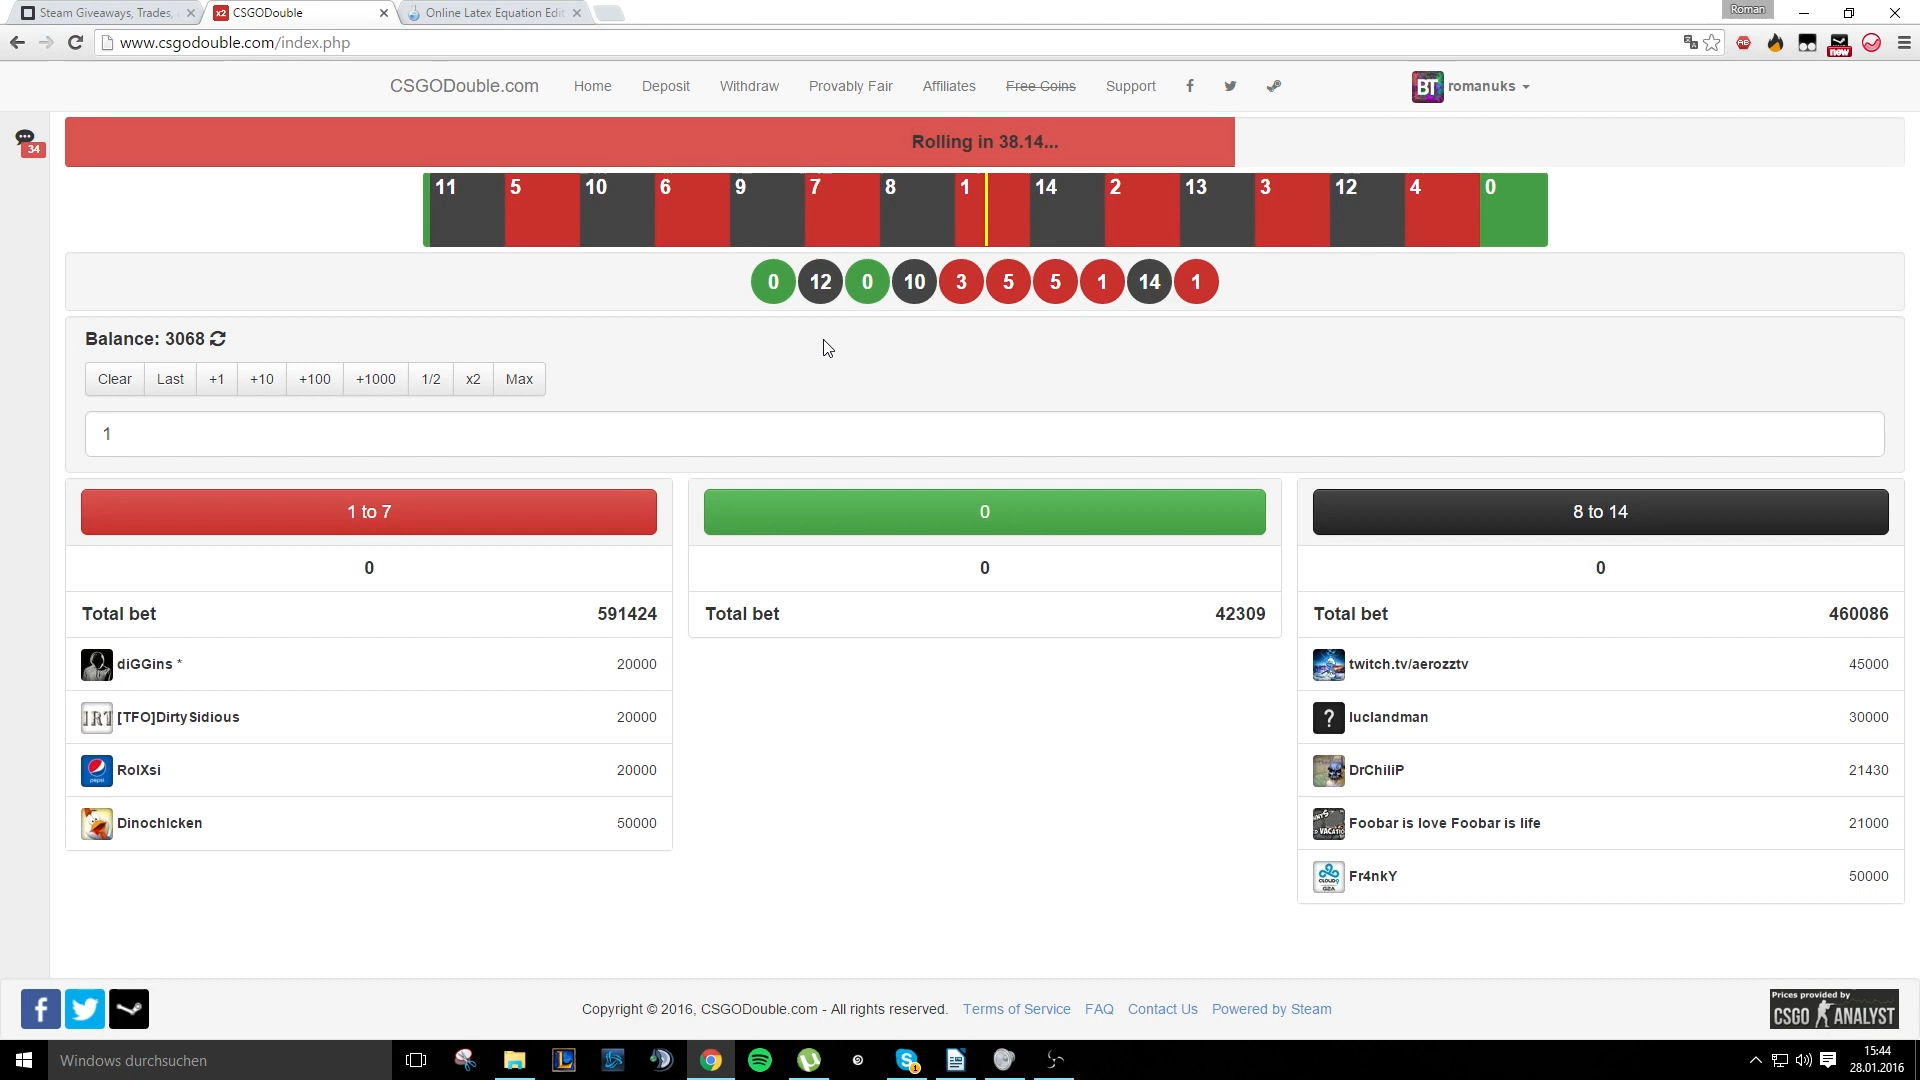 Steam Giveaways, Trades,
CSGODouble
Online Latex Equation Edit
Roman
www.csgodouble.com/index.php
new
CSGODouble.com
Home
Deposit
Withdraw
Provably Fair
Affiliates
Free Coins
Support
BT romanuks
34
Rolling in 38.14...
11 5 10 6 9 7 8 1 14 2 13 3 12 4 0
0 12 0 10 3 5 5 1 14 1
Balance: 3068
Clear Last +1 +10 +100 +1000 1/2 x2 Max
1
1 to 7
0
Total bet 591424
diGGins * 20000
[TFO]DirtySidious 20000
RolXsi 20000
Dinochicken 50000
0
0
Total bet 42309
8 to 14
0
Total bet 460086
twitch.tv/aerozztv 45000
luclandman 30000
DrChiliP 21430
Foobar is love Foobar is life 21000
Fr4nkY 50000
Copyright © 2016, CSGODouble.com - All rights reserved. Terms of Service FAQ Contact Us Powered by Steam
Prices provided by
CSGO ANALYST
Windows durchsuchen
15:44
28.01.2016